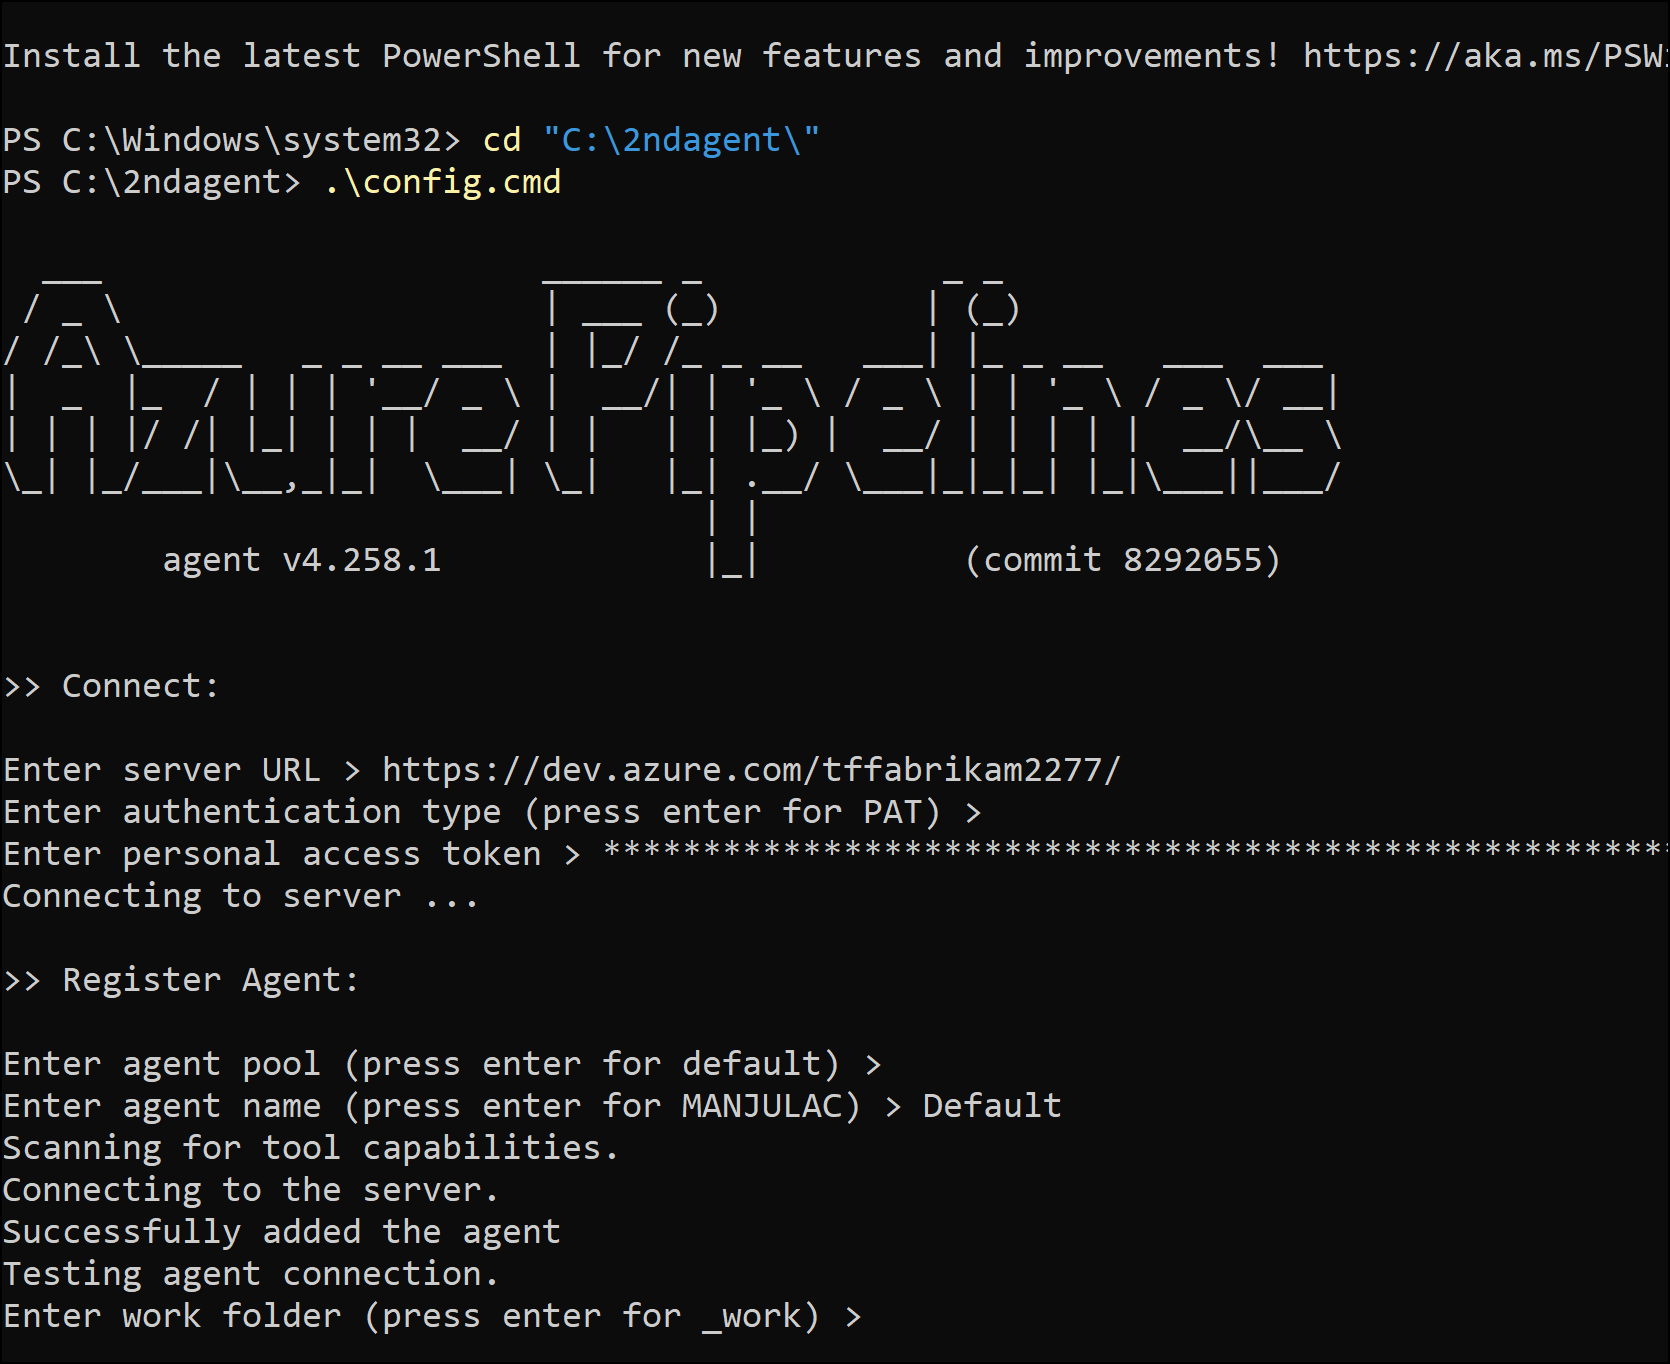 Install the latest PowerShell for new features and improvements! https://aka.ms/PSWi
PS C:\Windows\system32> cd "C:\2ndagent\"
PS C:\2ndagent> .\config.cmd
Azure Pipelines
agent v4.258.1 (commit 8292055)
>> Connect:
Enter server URL > https://dev.azure.com/tffabrikam2277/
Enter authentication type (press enter for PAT) >
Enter personal access token > *****************************************************
Connecting to server ...
>> Register Agent:
Enter agent pool (press enter for default) >
Enter agent name (press enter for MANJULAC) > Default
Scanning for tool capabilities.
Connecting to the server.
Successfully added the agent
Testing agent connection.
Enter work folder (press enter for _work) >